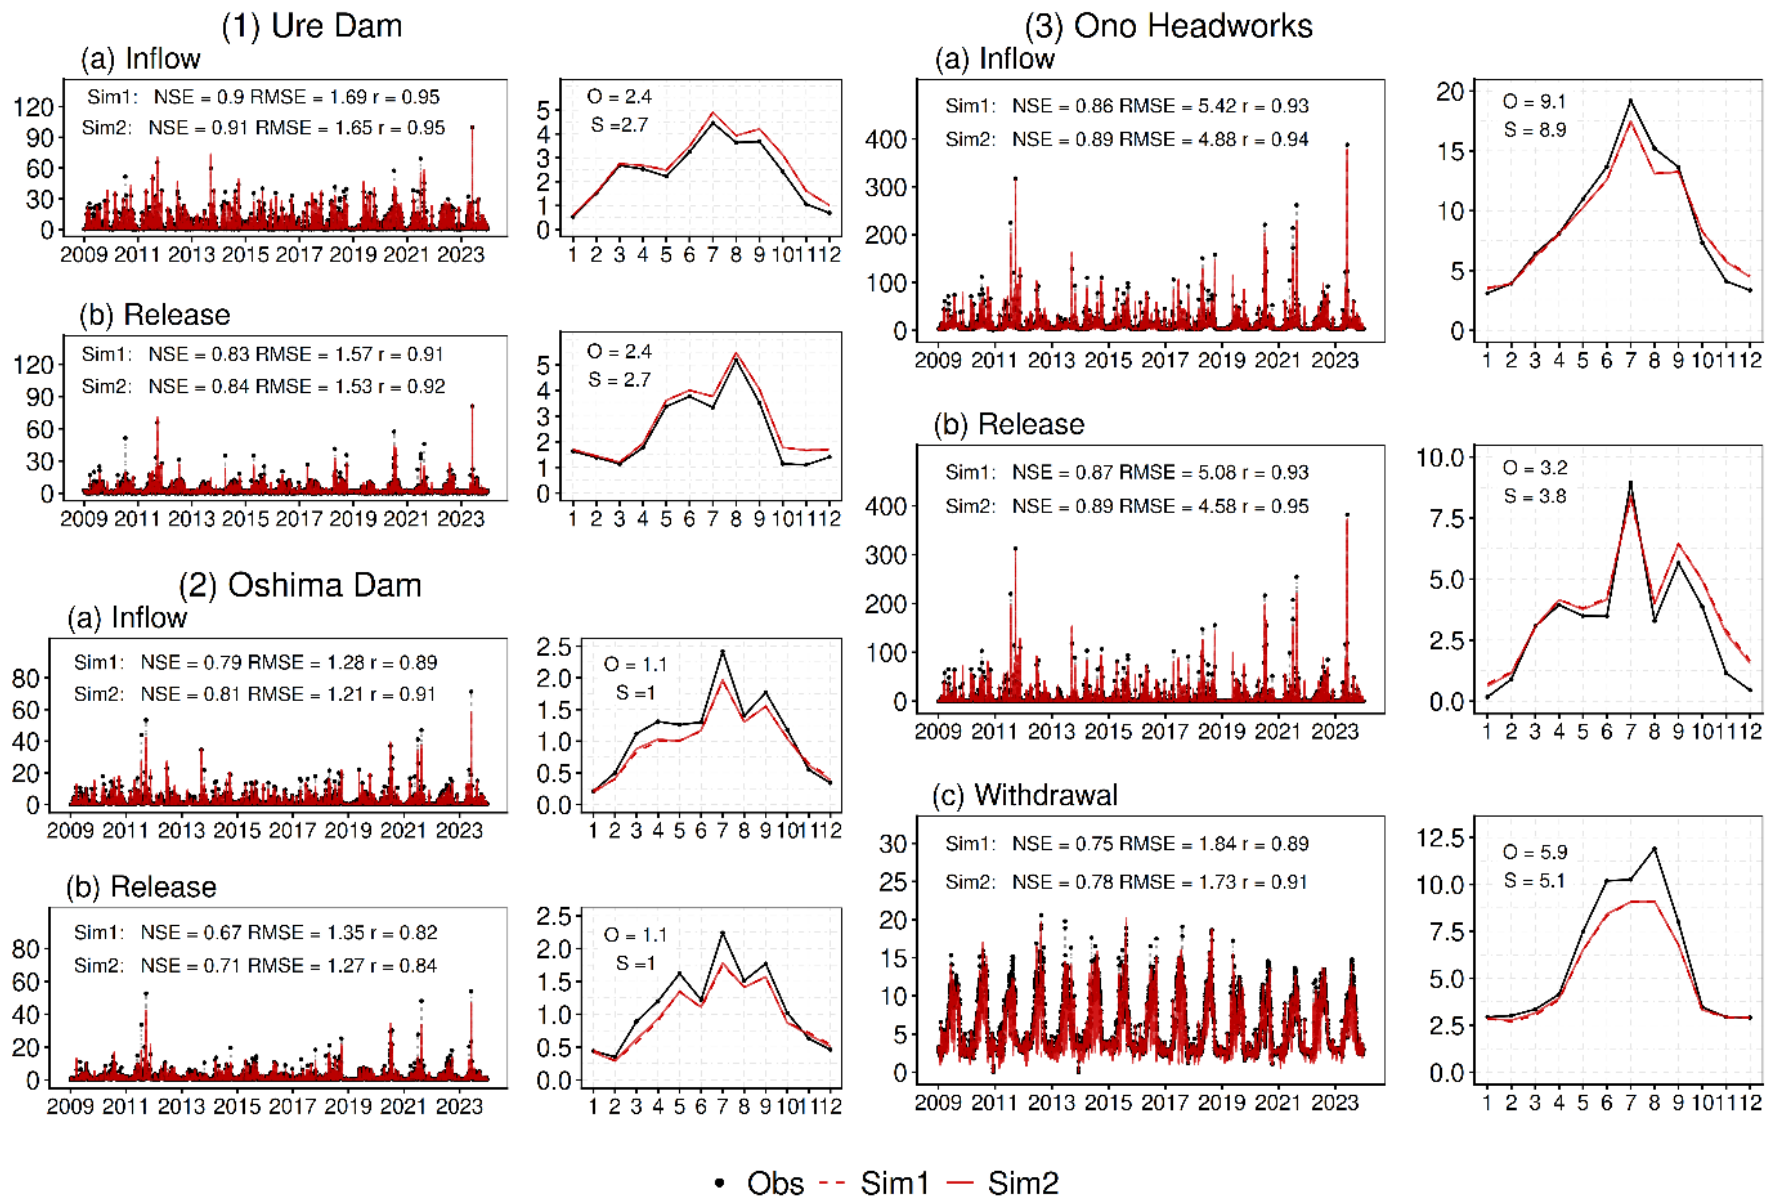 (1) Ure Dam
(a) Inflow
Sim1: NSE = 0.9 RMSE = 1.69 r = 0.95
Sim2: NSE = 0.91 RMSE = 1.65 r = 0.95
120
90
60
30
0
2009 2011 2013 2015 2017 2019 2021 2023
O = 2.4
S =2.7
5
4
3
2
1
0
1 2 3 4 5 6 7 8 9 101112
(b) Release
Sim1: NSE = 0.83 RMSE = 1.57 r = 0.91
Sim2: NSE = 0.84 RMSE = 1.53 r = 0.92
120
90
60
30
0
2009 2011 2013 2015 2017 2019 2021 2023
O = 2.4
S = 2.7
5
4
3
2
1
0
1 2 3 4 5 6 7 8 9 101112
(2) Oshima Dam
(a) Inflow
Sim1: NSE = 0.79 RMSE = 1.28 r = 0.89
Sim2: NSE = 0.81 RMSE = 1.21 r = 0.91
80
60
40
20
0
2009 2011 2013 2015 2017 2019 2021 2023
O = 1.1
S =1
2.5
2.0
1.5
1.0
0.5
0.0
1 2 3 4 5 6 7 8 9 101112
(b) Release
Sim1: NSE = 0.67 RMSE = 1.35 r = 0.82
Sim2: NSE = 0.71 RMSE = 1.27 r = 0.84
80
60
40
20
0
2009 2011 2013 2015 2017 2019 2021 2023
O = 1.1
S =1
2.5
2.0
1.5
1.0
0.5
0.0
1 2 3 4 5 6 7 8 9 101112
(3) Ono Headworks
(a) Inflow
Sim1: NSE = 0.86 RMSE = 5.42 r = 0.93
Sim2: NSE = 0.89 RMSE = 4.88 r = 0.94
400
300
200
100
0
2009 2011 2013 2015 2017 2019 2021 2023
O = 9.1
S = 8.9
20
15
10
5
0
1 2 3 4 5 6 7 8 9 101112
(b) Release
Sim1: NSE = 0.87 RMSE = 5.08 r = 0.93
Sim2: NSE = 0.89 RMSE = 4.58 r = 0.95
400
300
200
100
0
2009 2011 2013 2015 2017 2019 2021 2023
O = 3.2
S = 3.8
10.0
7.5
5.0
2.5
0.0
1 2 3 4 5 6 7 8 9 101112
(c) Withdrawal
Sim1: NSE = 0.75 RMSE = 1.84 r = 0.89
Sim2: NSE = 0.78 RMSE = 1.73 r = 0.91
30
25
20
15
10
5
0
2009 2011 2013 2015 2017 2019 2021 2023
O = 5.9
S = 5.1
12.5
10.0
7.5
5.0
2.5
0.0
1 2 3 4 5 6 7 8 9 101112
Obs Sim1 Sim2